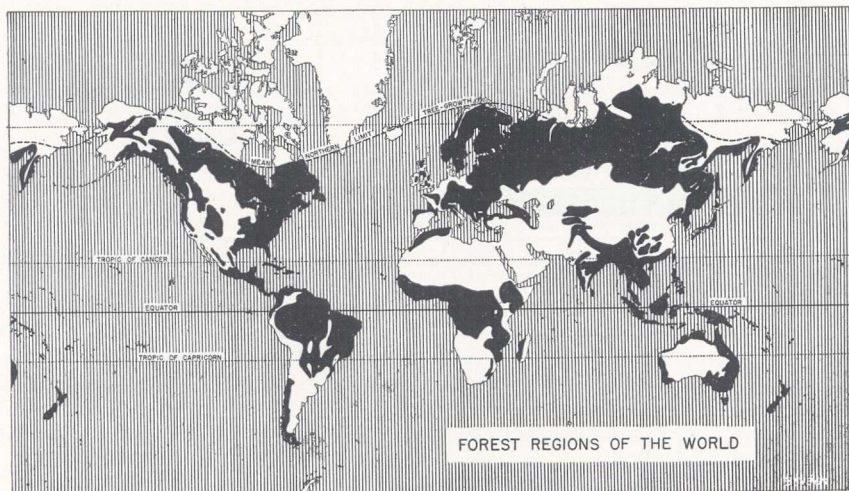 MEAN NORTHERN LIMIT OF TREE-GROWTH
TROPIC OF CANCER
EQUATOR
EQUATOR
TROPIC OF CAPRICORN
FOREST REGIONS OF THE WORLD